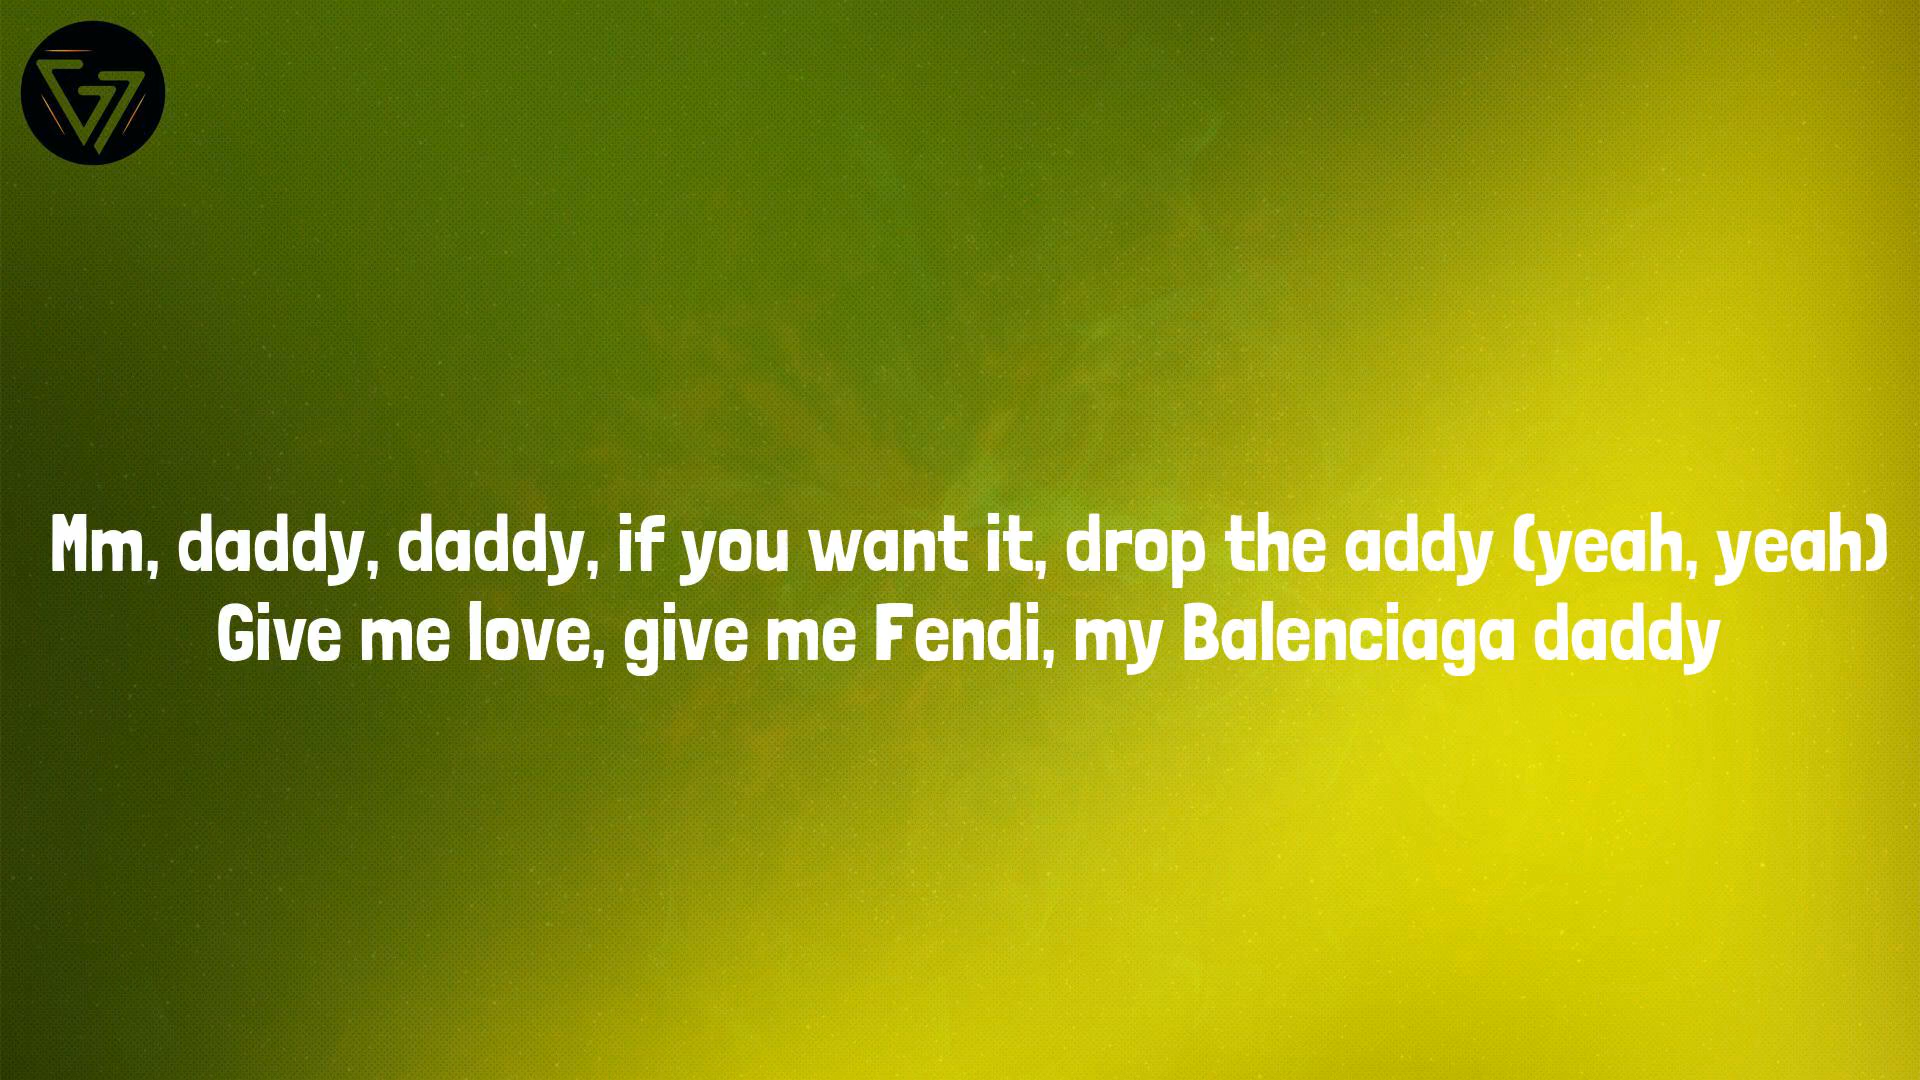 Mm, daddy, daddy, if you want it, drop the addy (yeah, yeah)
Give me love, give me Fendi, my Balenciaga daddy